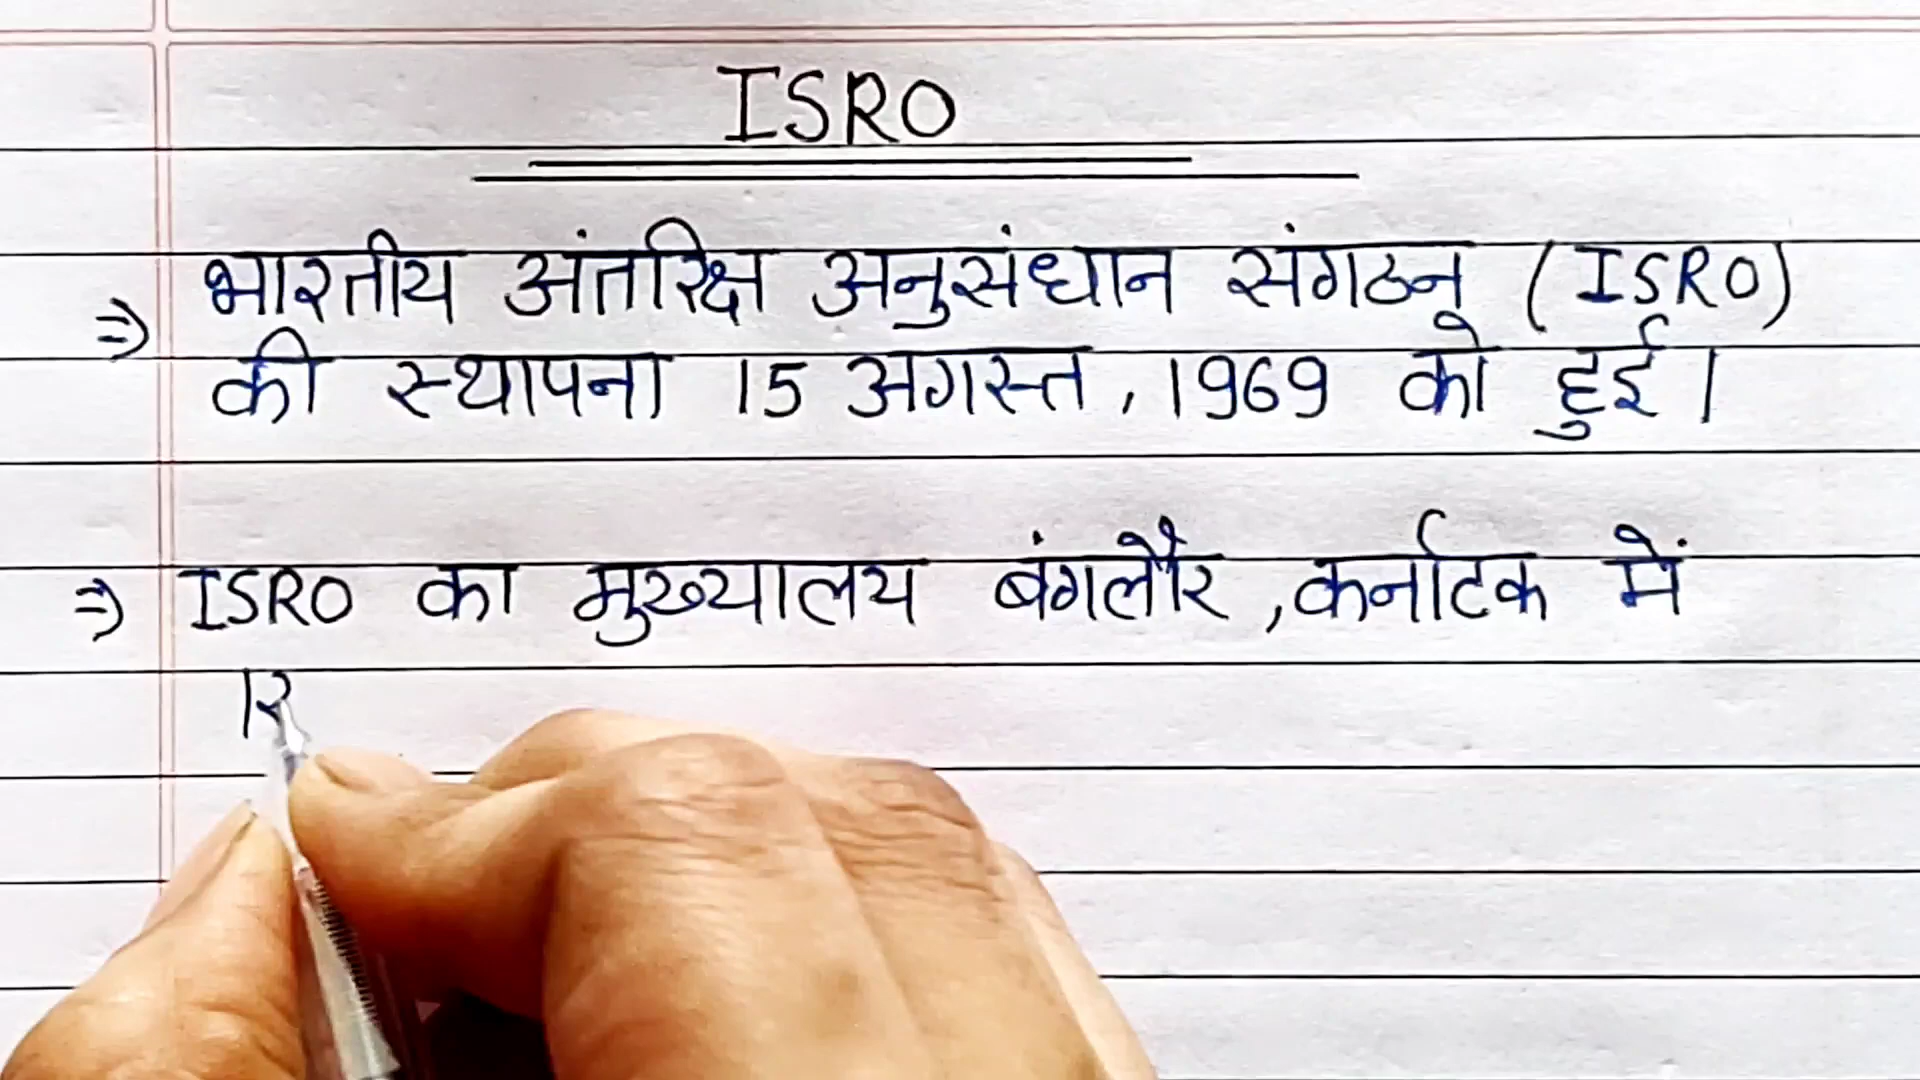 ISRO
⇒ भारतीय अंतरिक्ष अनुसंधान संगठन (ISRO)
की स्थापना 15 अगस्त, 1969 को हुई।
⇒ ISRO का मुख्यालय बंगलौर, कर्नाटक में